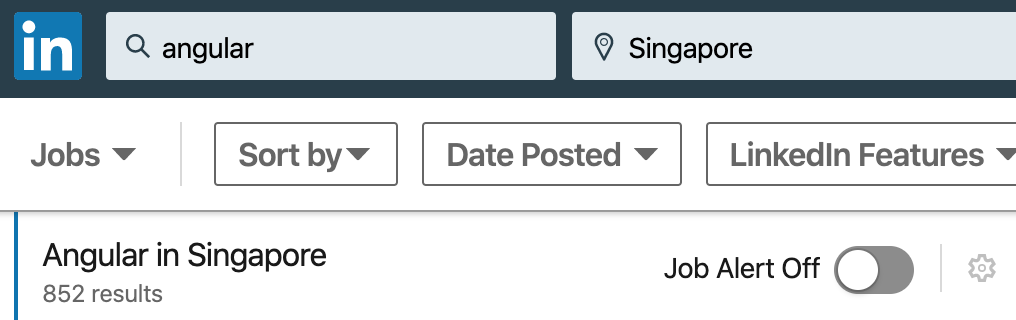 in angular Singapore
Jobs Sort by Date Posted LinkedIn Features
Angular in Singapore
Job Alert Off
852 results